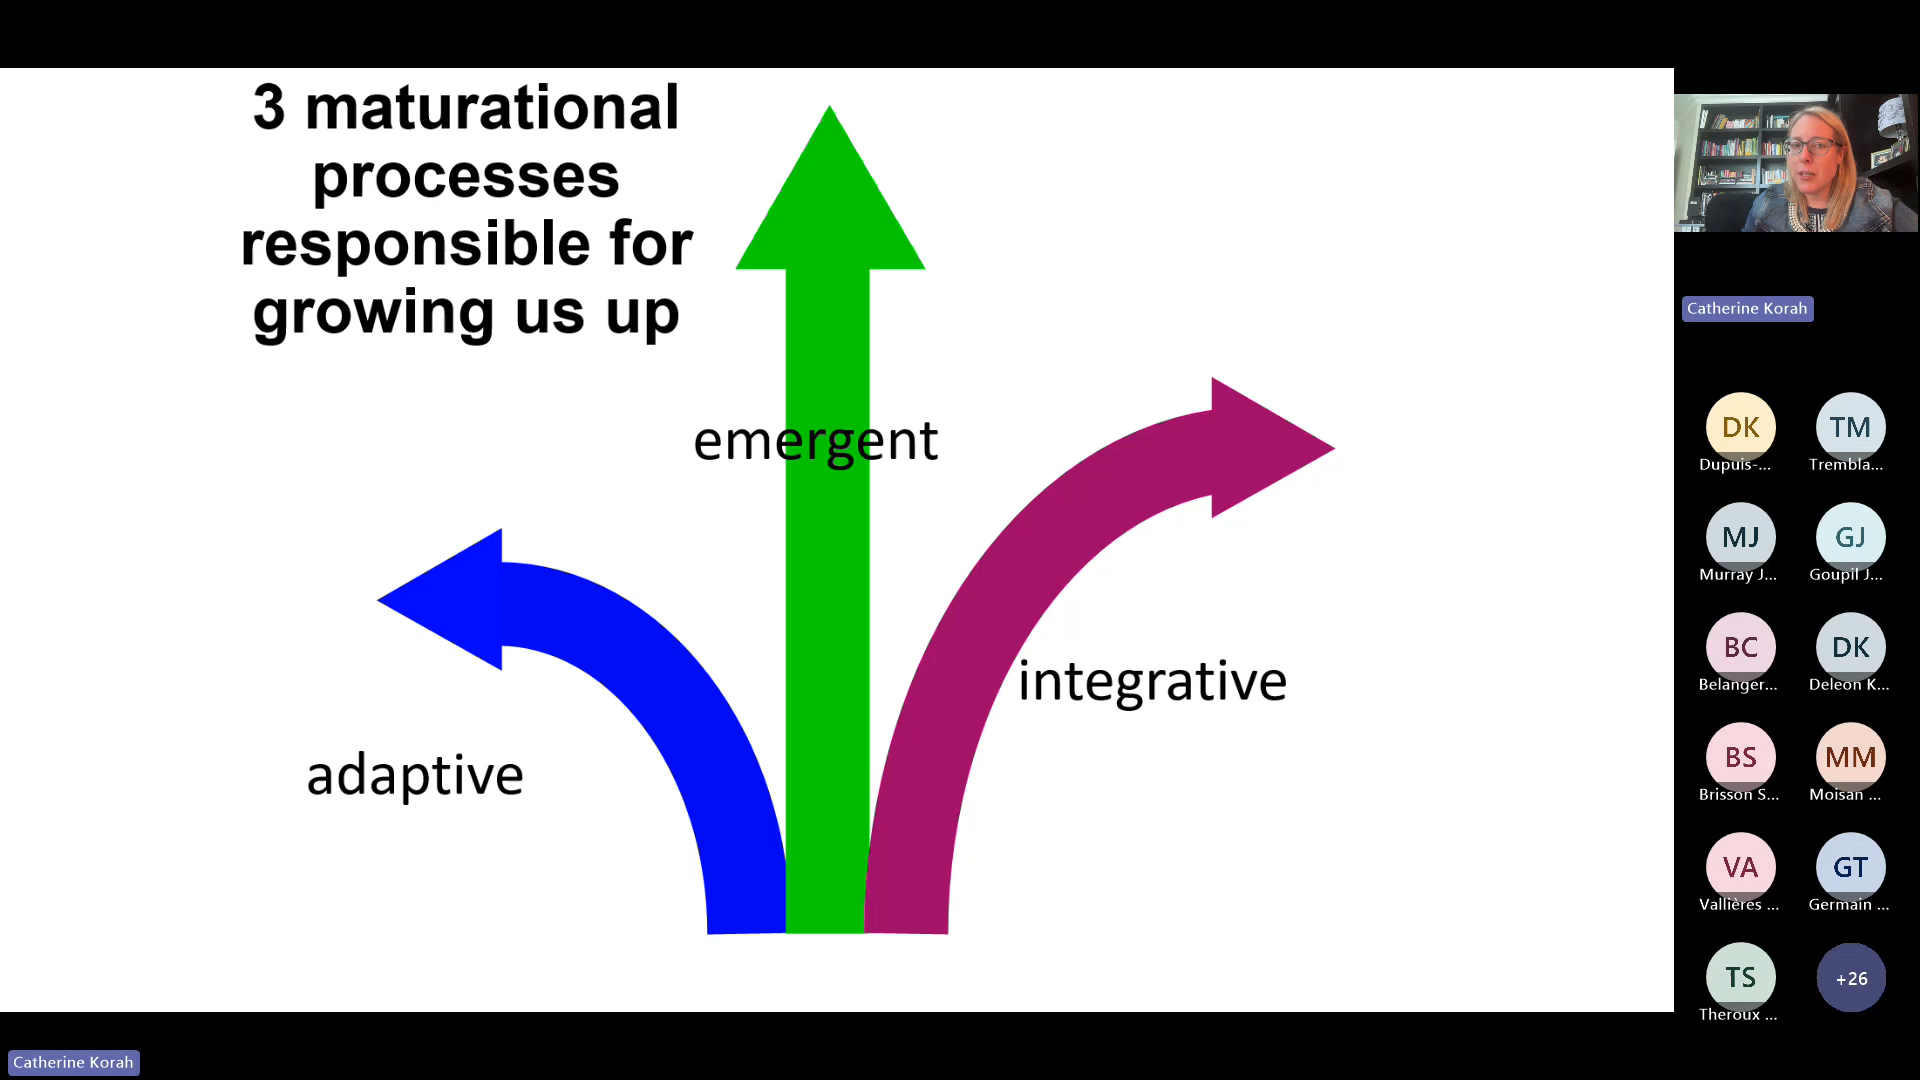 3 maturational
processes
responsible for
growing us up
emergent
integrative
adaptive
Catherine Korah
DK
Dupuis-...
TM
Trembla...
MJ
Murray J...
GJ
Goupil J...
BC
Belanger...
DK
Deleon K...
BS
Brisson S...
MM
Moisan ...
VA
Vallières ...
GT
Germain ...
TS
Theroux ...
+26
Catherine Korah